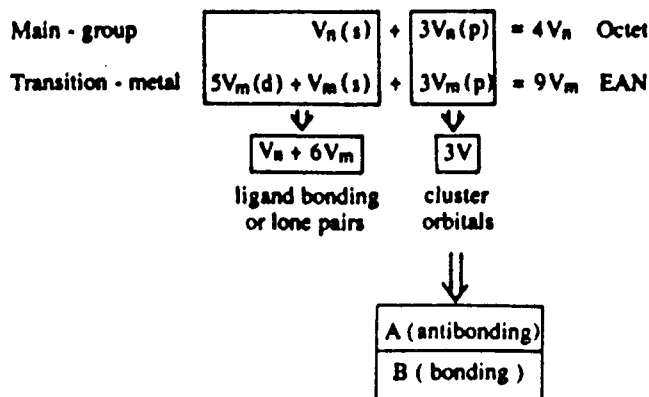 Main - group Vn(s) + 3Vn(p) = 4Vn Octet
Transition - metal 5Vm(d) + Vm(s) + 3Vm(p) = 9Vm EAN
Vn + 6Vm 3V
ligand bonding cluster
or lone pairs orbitals
A (antibonding)
B ( bonding )